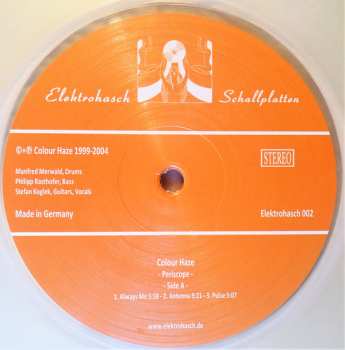 Elektrohasch Schallplatten
©+℗ Colour Haze 1999-2004
STEREO
Manfred Merwald, Drums
Philipp Rasthofer, Bass
Stefan Koglek, Guitars, Vocals
Made in Germany
Elektrohasch 002
Colour Haze
- Periscope -
- Side A -
1. Always Me 5:58 - 2. Antenna 9:21 - 3. Pulse 5:07
www.elektrohasch.de